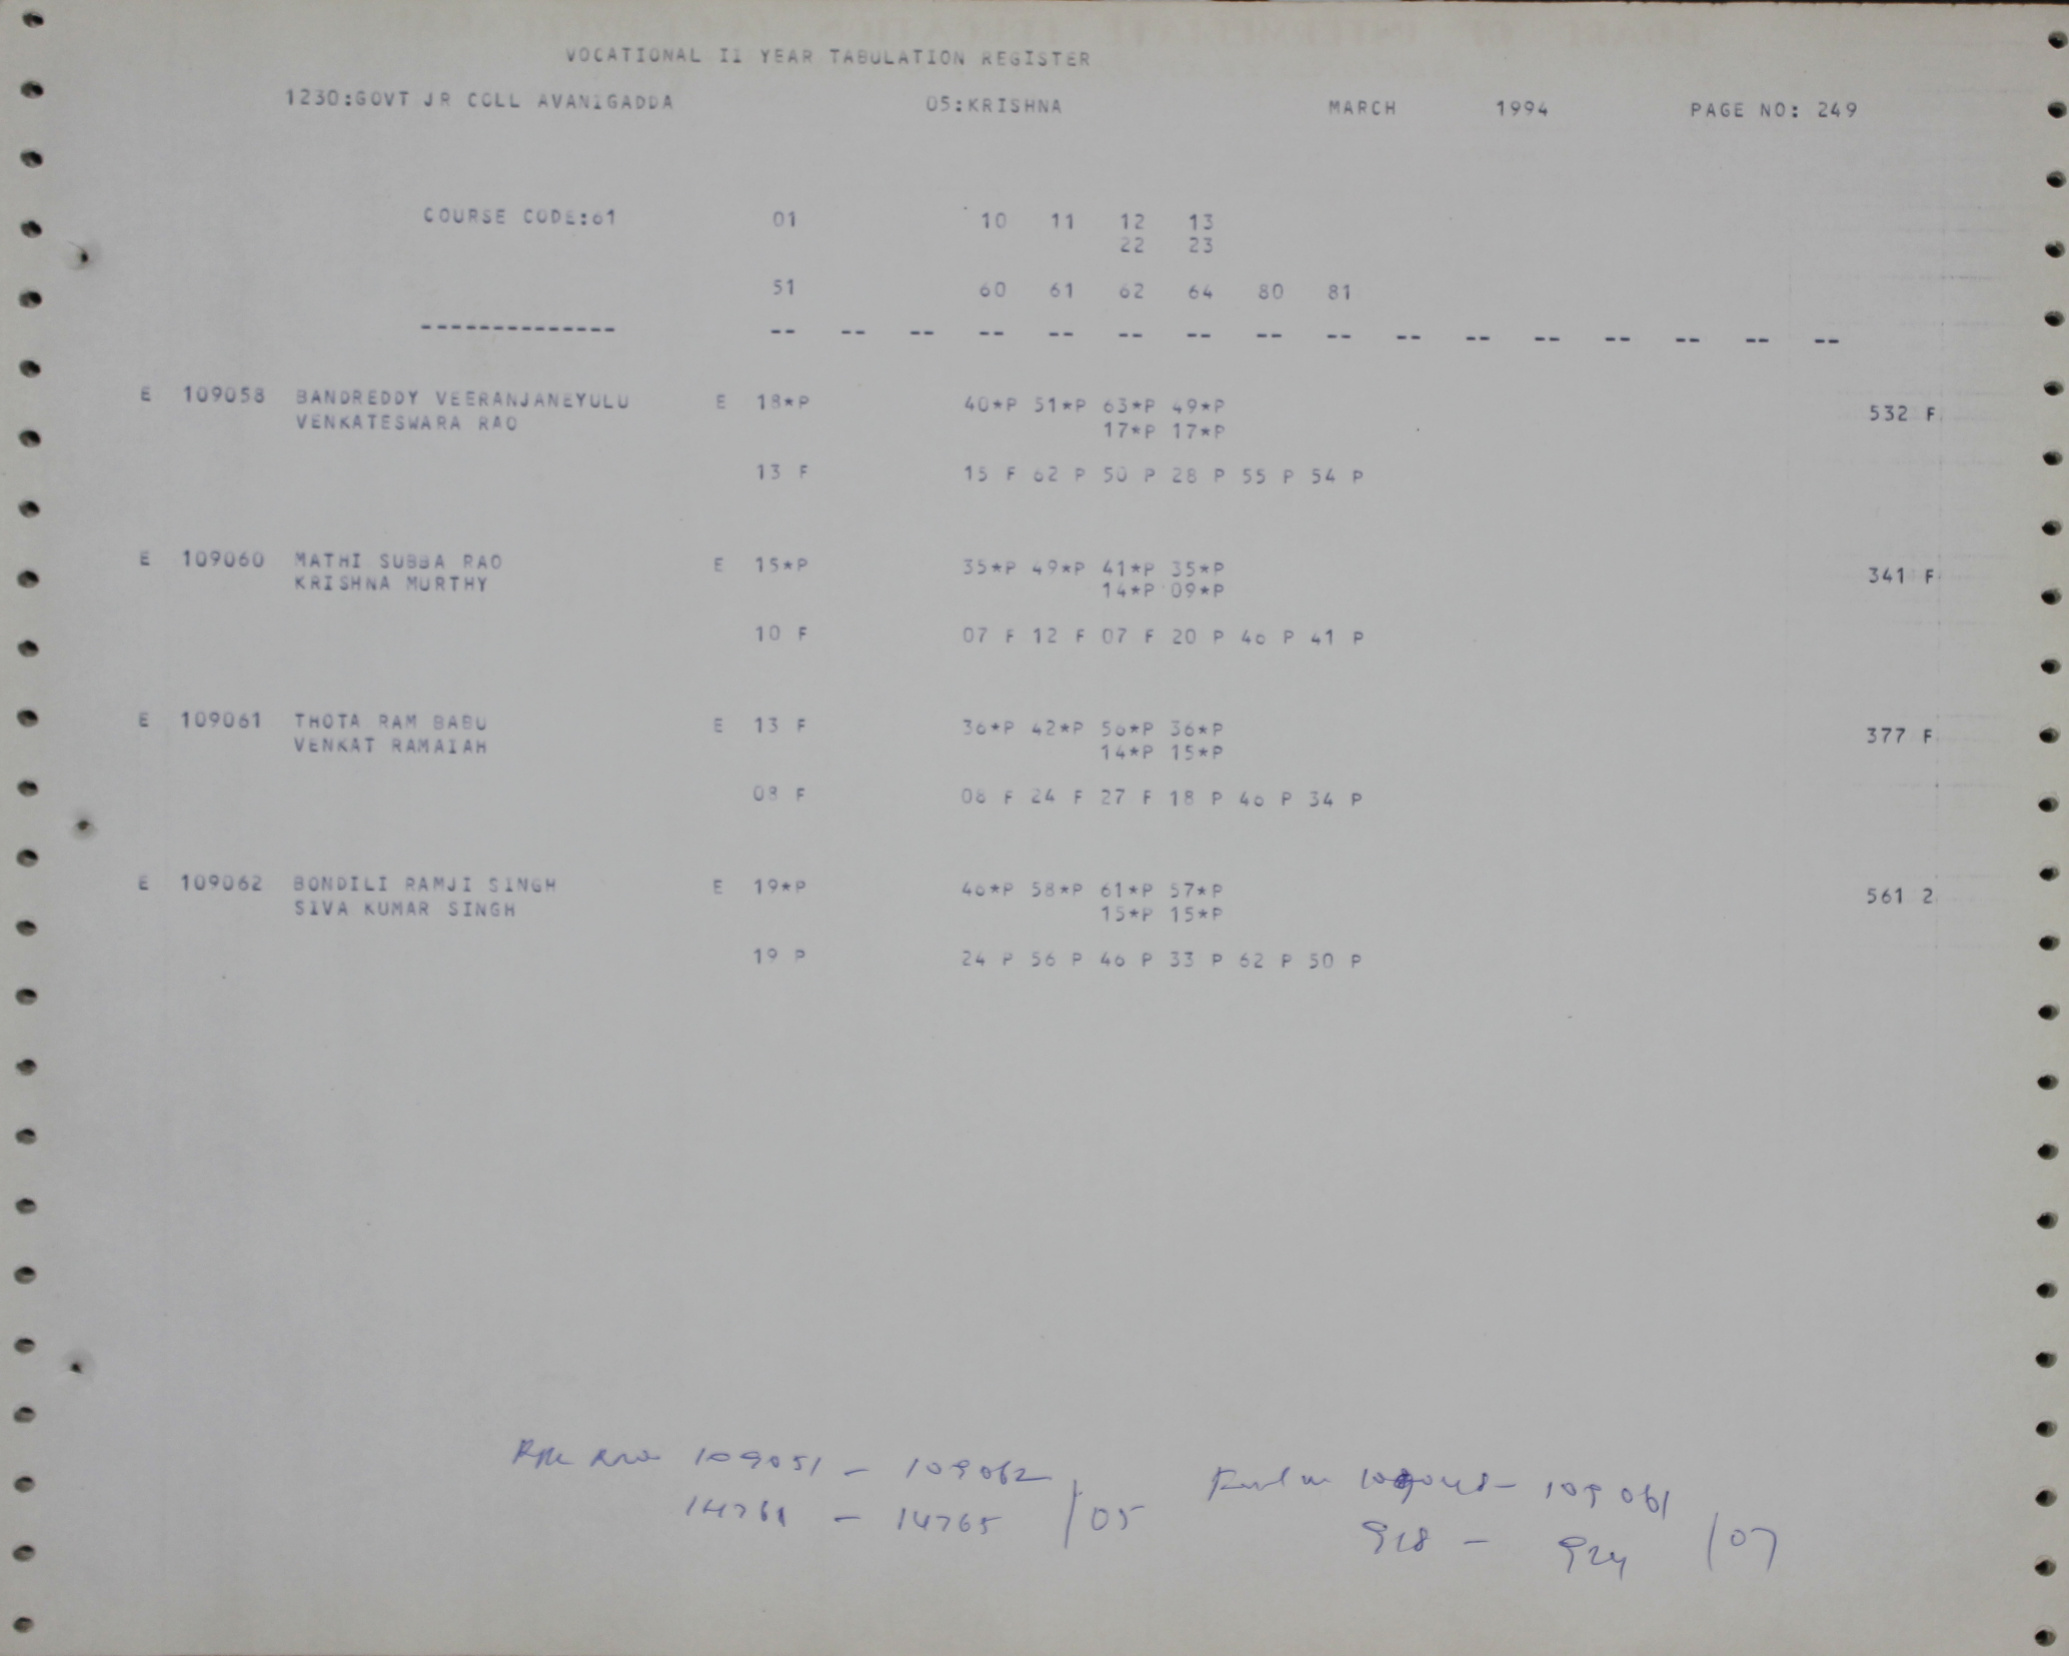 VOCATIONAL II YEAR TABULATION REGISTER
1230:GOVT JR COLL AVANIGADDA 05:KRISHNA MARCH 1994 PAGE NO: 249
COURSE CODE:61 01 10 11 12 13
22 23
51 60 61 62 64 80 81
-------------- -- -- -- -- -- -- -- -- -- -- -- -- -- -- -- --
E 109058 BANDREDDY VEERANJANEYULU E 18*P 40*P 51*P 63*P 49*P 532 F
VENKATESWARA RAO 17*P 17*P
13 F 15 F 62 P 50 P 28 P 55 P 54 P
E 109060 MATHI SUBBA RAO E 15*P 35*P 49*P 41*P 35*P 341 F
KRISHNA MURTHY 14*P 09*P
10 F 07 F 12 F 07 F 20 P 46 P 41 P
E 109061 THOTA RAM BABU E 13 F 36*P 42*P 56*P 36*P 377 F
VENKAT RAMAIAH 14*P 15*P
08 F 08 F 24 F 27 F 18 P 46 P 34 P
E 109062 BONDILI RAMJI SINGH E 19*P 46*P 58*P 61*P 57*P 561 2
SIVA KUMAR SINGH 15*P 15*P
19 P 24 P 56 P 46 P 33 P 62 P 50 P
109051 - 109062
14761 - 14765 /05
109061
918 - 924 /07